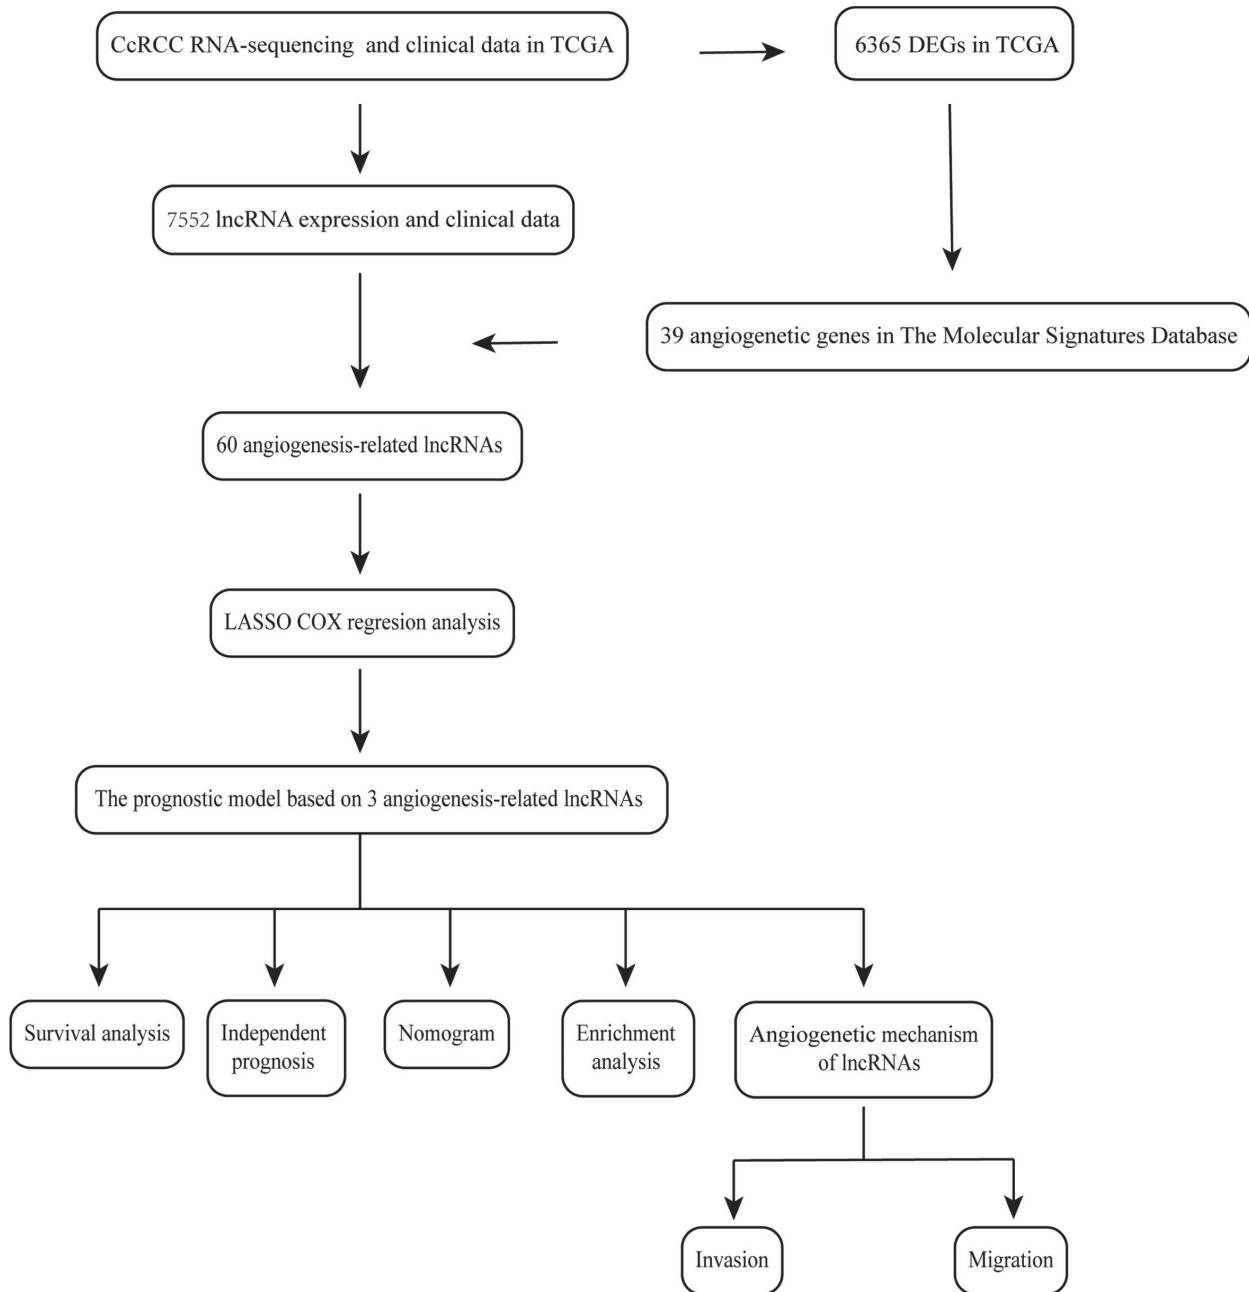 CcRCC RNA-sequencing and clinical data in TCGA
6365 DEGs in TCGA
7552 lncRNA expression and clinical data
39 angiogenetic genes in The Molecular Signatures Database
60 angiogenesis-related lncRNAs
LASSO COX regresion analysis
The prognostic model based on 3 angiogenesis-related lncRNAs
Survival analysis
Independent
prognosis
Nomogram
Enrichment
analysis
Angiogenetic mechanism
of lncRNAs
Invasion
Migration